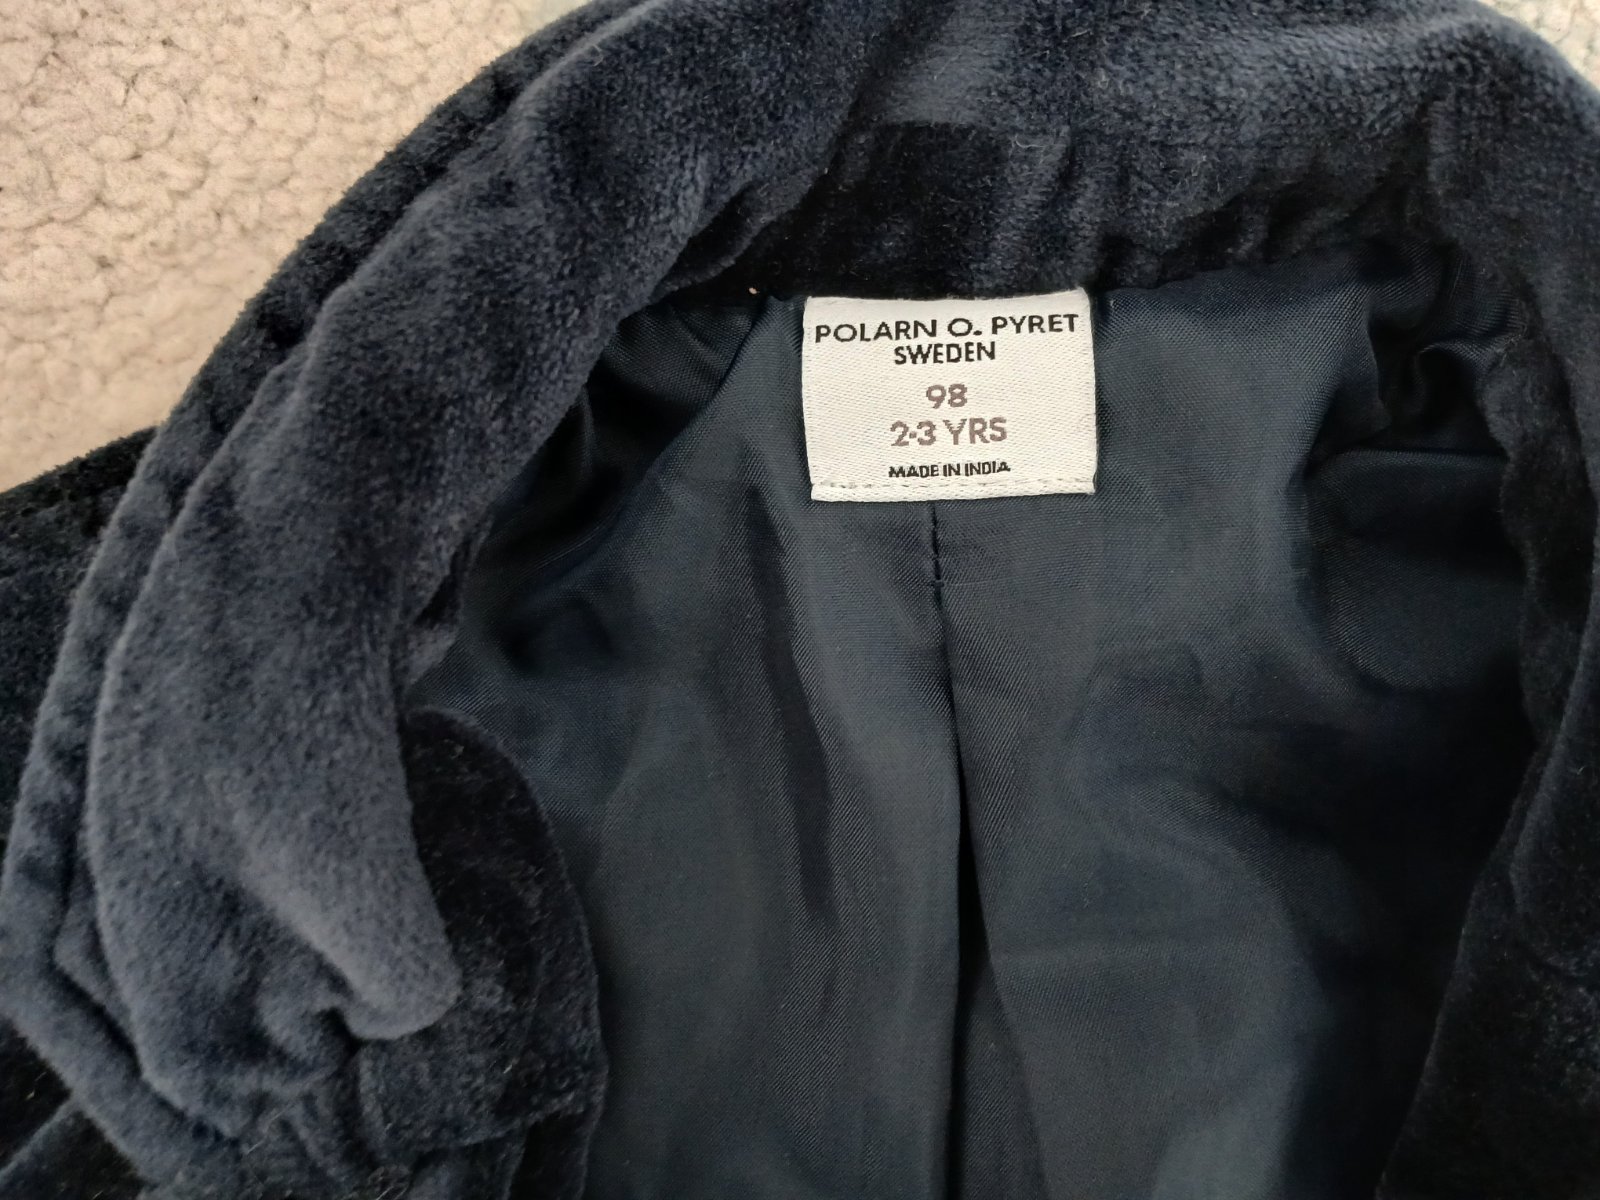 POLARN O. PYRET
SWEDEN
98
2-3 YRS
MADE IN INDIA